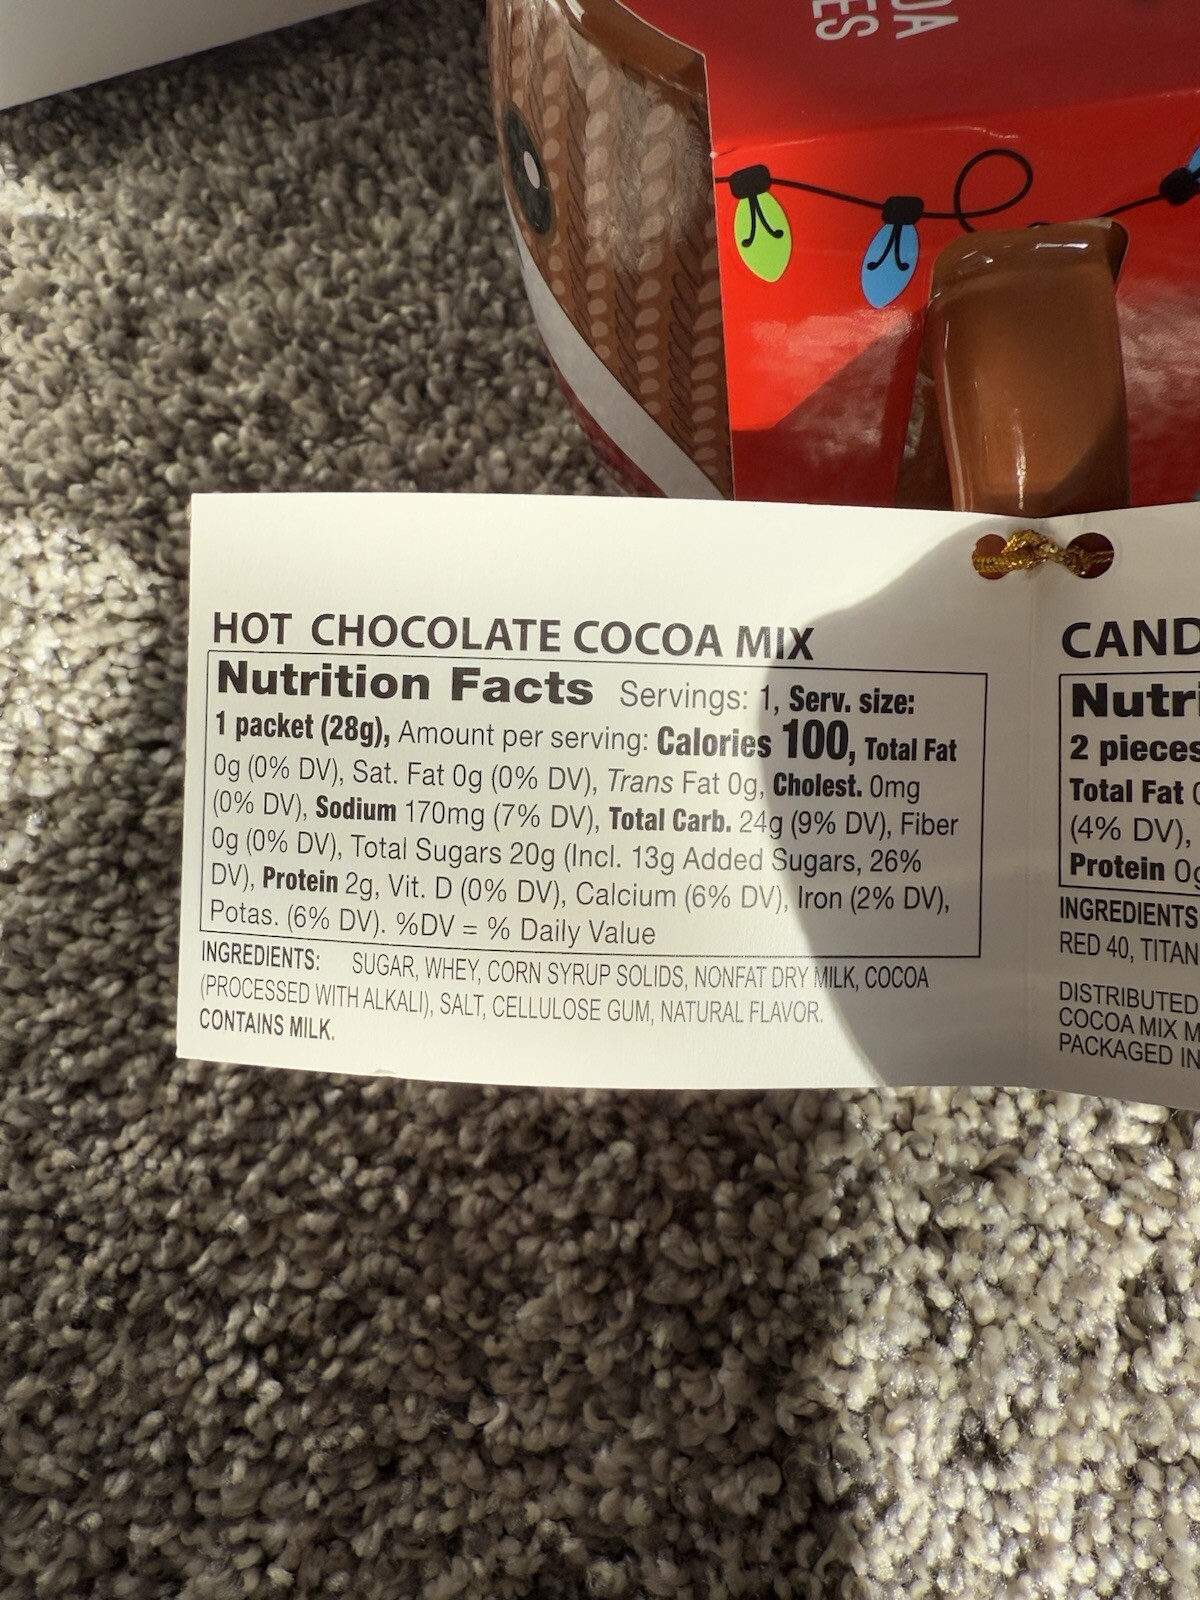 HOT CHOCOLATE COCOA MIX
Nutrition Facts Servings: 1, Serv. size:
1 packet (28g), Amount per serving: Calories 100, Total Fat
0g (0% DV), Sat. Fat 0g (0% DV), Trans Fat 0g, Cholest. 0mg
(0% DV), Sodium 170mg (7% DV), Total Carb. 24g (9% DV), Fiber
0g (0% DV), Total Sugars 20g (Incl. 13g Added Sugars, 26%
DV), Protein 2g, Vit. D (0% DV), Calcium (6% DV), Iron (2% DV),
Potas. (6% DV). %DV = % Daily Value
INGREDIENTS: SUGAR, WHEY, CORN SYRUP SOLIDS, NONFAT DRY MILK, COCOA
(PROCESSED WITH ALKALI), SALT, CELLULOSE GUM, NATURAL FLAVOR.
CONTAINS MILK.
2 pieces
Total Fat
(4% DV),
Protein
INGREDIENTS
RED 40,
DISTRIBUTED
COCOA MIX
PACKAGED